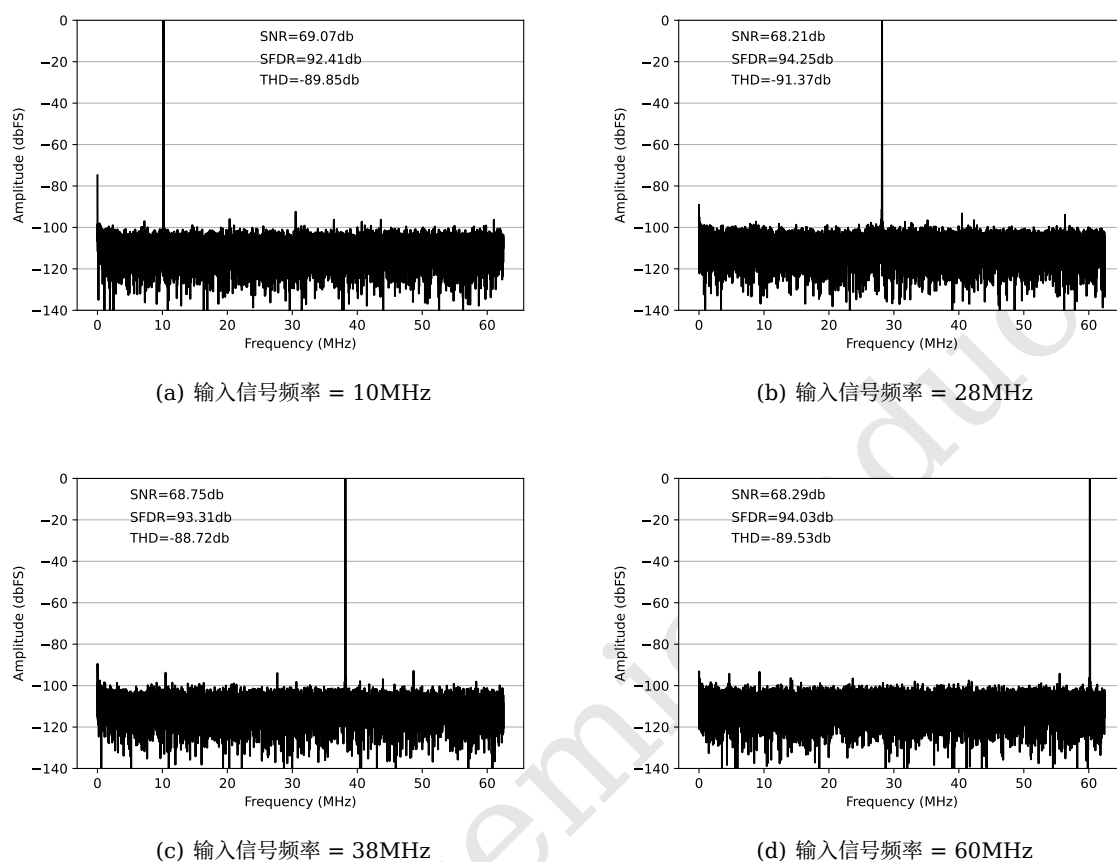 0
−20
−40
−60
−80
−100
−120
−140
Amplitude (dbFS)
SNR=69.07db
SFDR=92.41db
THD=-89.85db
0 10 20 30 40 50 60
Frequency (MHz)
(a) 输入信号频率 = 10MHz
0
−20
−40
−60
−80
−100
−120
−140
Amplitude (dbFS)
SNR=68.21db
SFDR=94.25db
THD=-91.37db
0 10 20 30 40 50 60
Frequency (MHz)
(b) 输入信号频率 = 28MHz
0
−20
−40
−60
−80
−100
−120
−140
Amplitude (dbFS)
SNR=68.75db
SFDR=93.31db
THD=-88.72db
0 10 20 30 40 50 60
Frequency (MHz)
(c) 输入信号频率 = 38MHz
0
−20
−40
−60
−80
−100
−120
−140
Amplitude (dbFS)
SNR=68.29db
SFDR=94.03db
THD=-89.53db
0 10 20 30 40 50 60
Frequency (MHz)
(d) 输入信号频率 = 60MHz